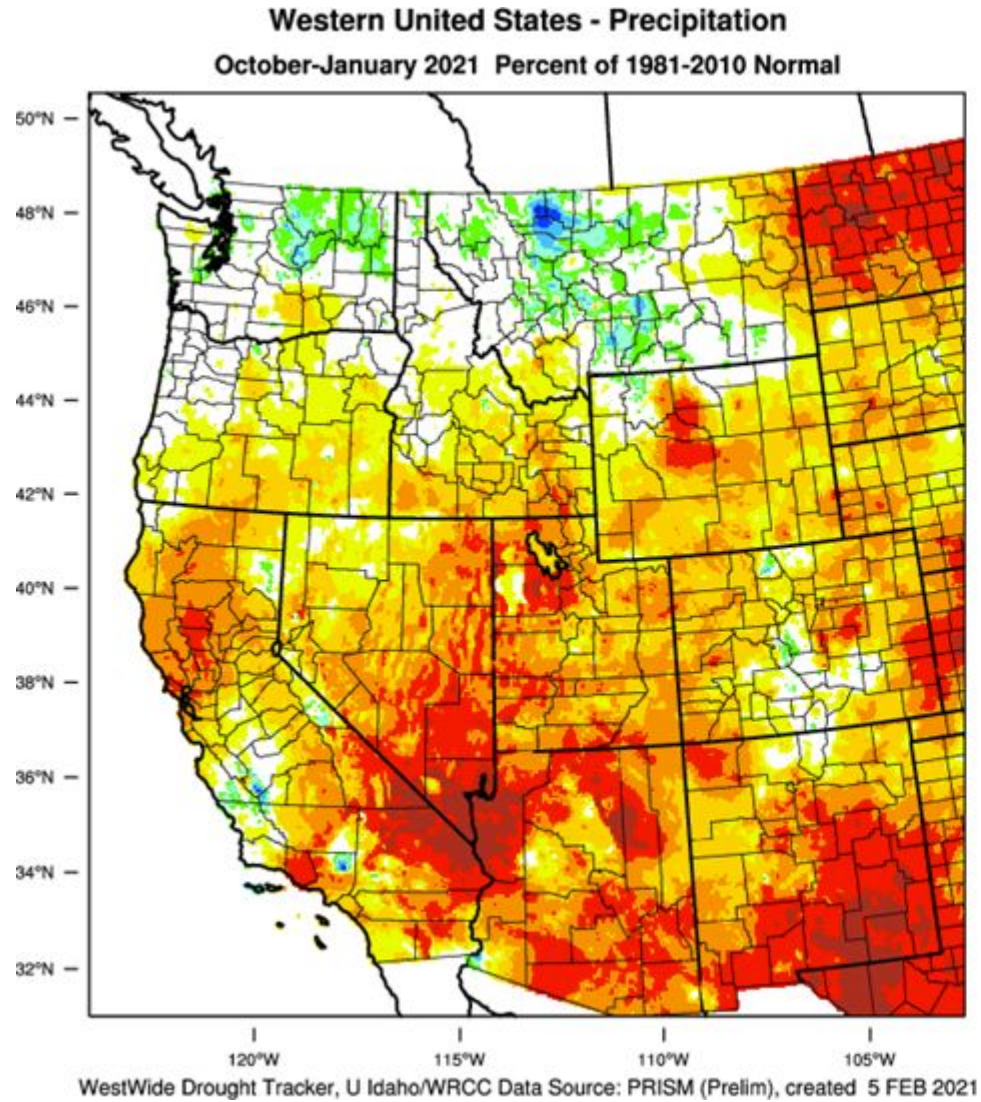 Western United States - Precipitation
October-January 2021 Percent of 1981-2010 Normal
50°N
48°N
46°N
44°N
42°N
40°N
38°N
36°N
34°N
32°N
120°W
115°W
110°W
105°W
WestWide Drought Tracker, U Idaho/WRCC Data Source: PRISM (Prelim), created 5 FEB 2021